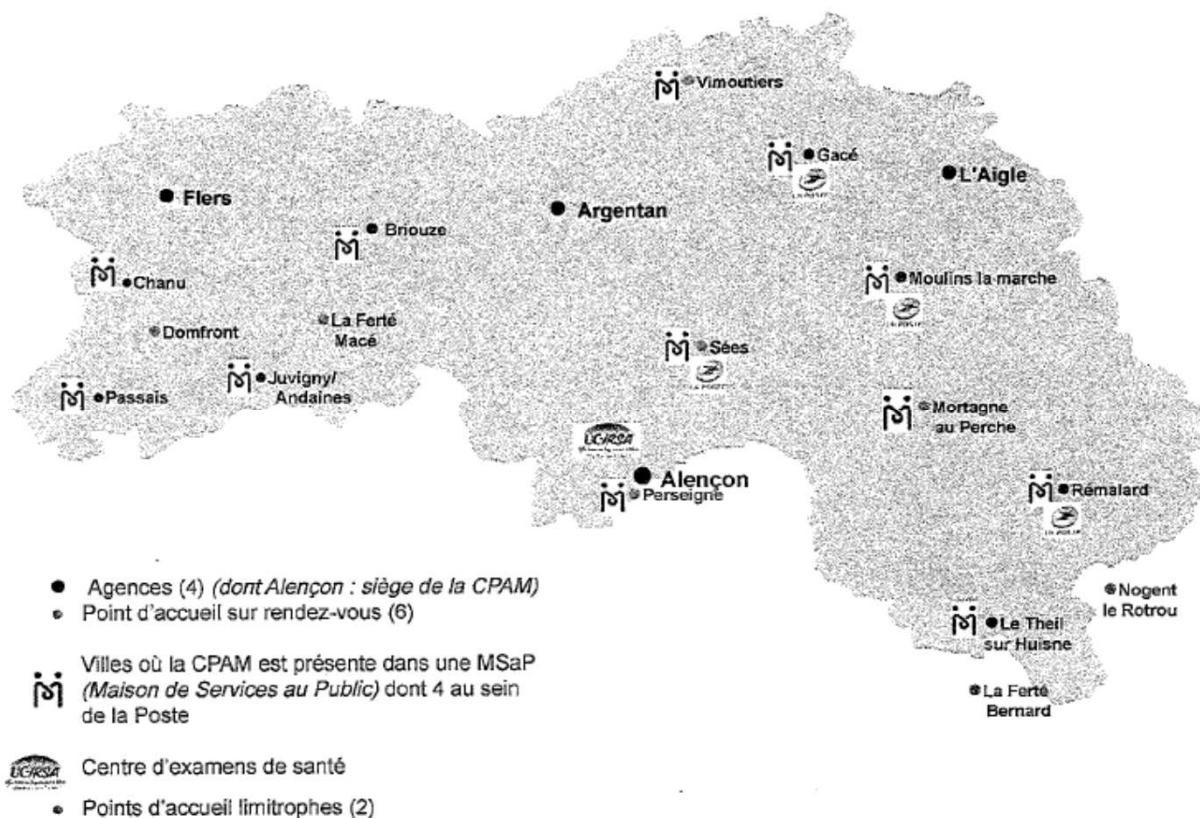 Vimoutiers
Gacé
L'Aigle
Flers
Argentan
Briouze
Chanu
Moulins la marche
Domfront
La Ferté
Macé
Sées
Juvigny/
Andaines
Passais
Mortagne
au Perche
UC/IRSA
Alençon
Perseigne
Rémalard
Nogent
le Rotrou
Le Theil
sur Huisne
La Ferté
Bernard
Agences (4) (dont Alençon : siège de la CPAM)
Point d'accueil sur rendez-vous (6)
Villes où la CPAM est présente dans une MSaP
(Maison de Services au Public) dont 4 au sein
de la Poste
UC/IRSA
Centre d'examens de santé
Points d'accueil limitrophes (2)